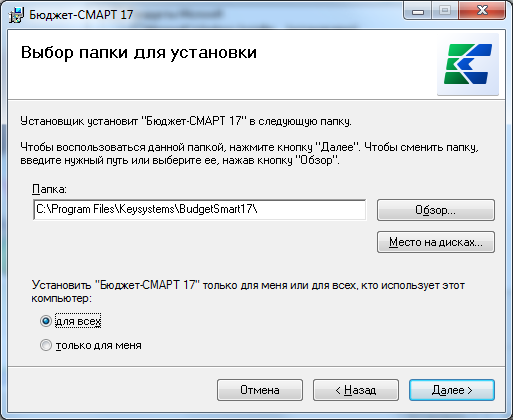 Бюджет-СМАРТ 17
Выбор папки для установки
Установщик установит "Бюджет-СМАРТ 17" в следующую папку.
Чтобы воспользоваться данной папкой, нажмите кнопку "Далее". Чтобы сменить папку,
введите нужный путь или выберите ее, нажав кнопку "Обзор".
Папка:
C:\Program Files\Keysystems\BudgetSmart17\
Обзор...
Место на дисках...
Установить "Бюджет-СМАРТ 17" только для меня или для всех, кто использует этот
компьютер:
для всех
только для меня
Отмена
< Назад
Далее >